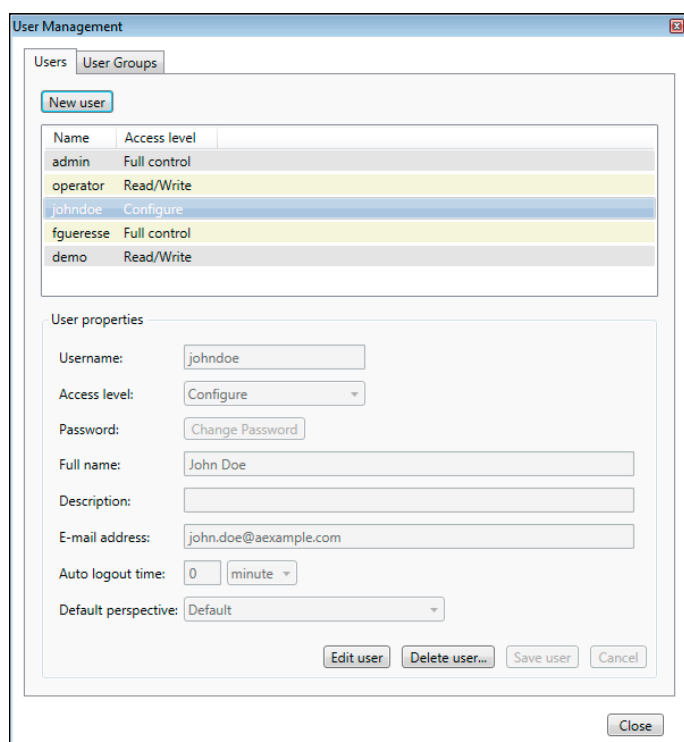 User Management
Users User Groups
New user
Name Access level
admin Full control
operator Read/Write
johndoe Configure
fgueresse Full control
demo Read/Write
User properties
Username: johndoe
Access level: Configure
Password: Change Password
Full name: John Doe
Description:
E-mail address: john.doe@aexample.com
Auto logout time: 0 minute
Default perspective: Default
Edit user Delete user... Save user Cancel
Close